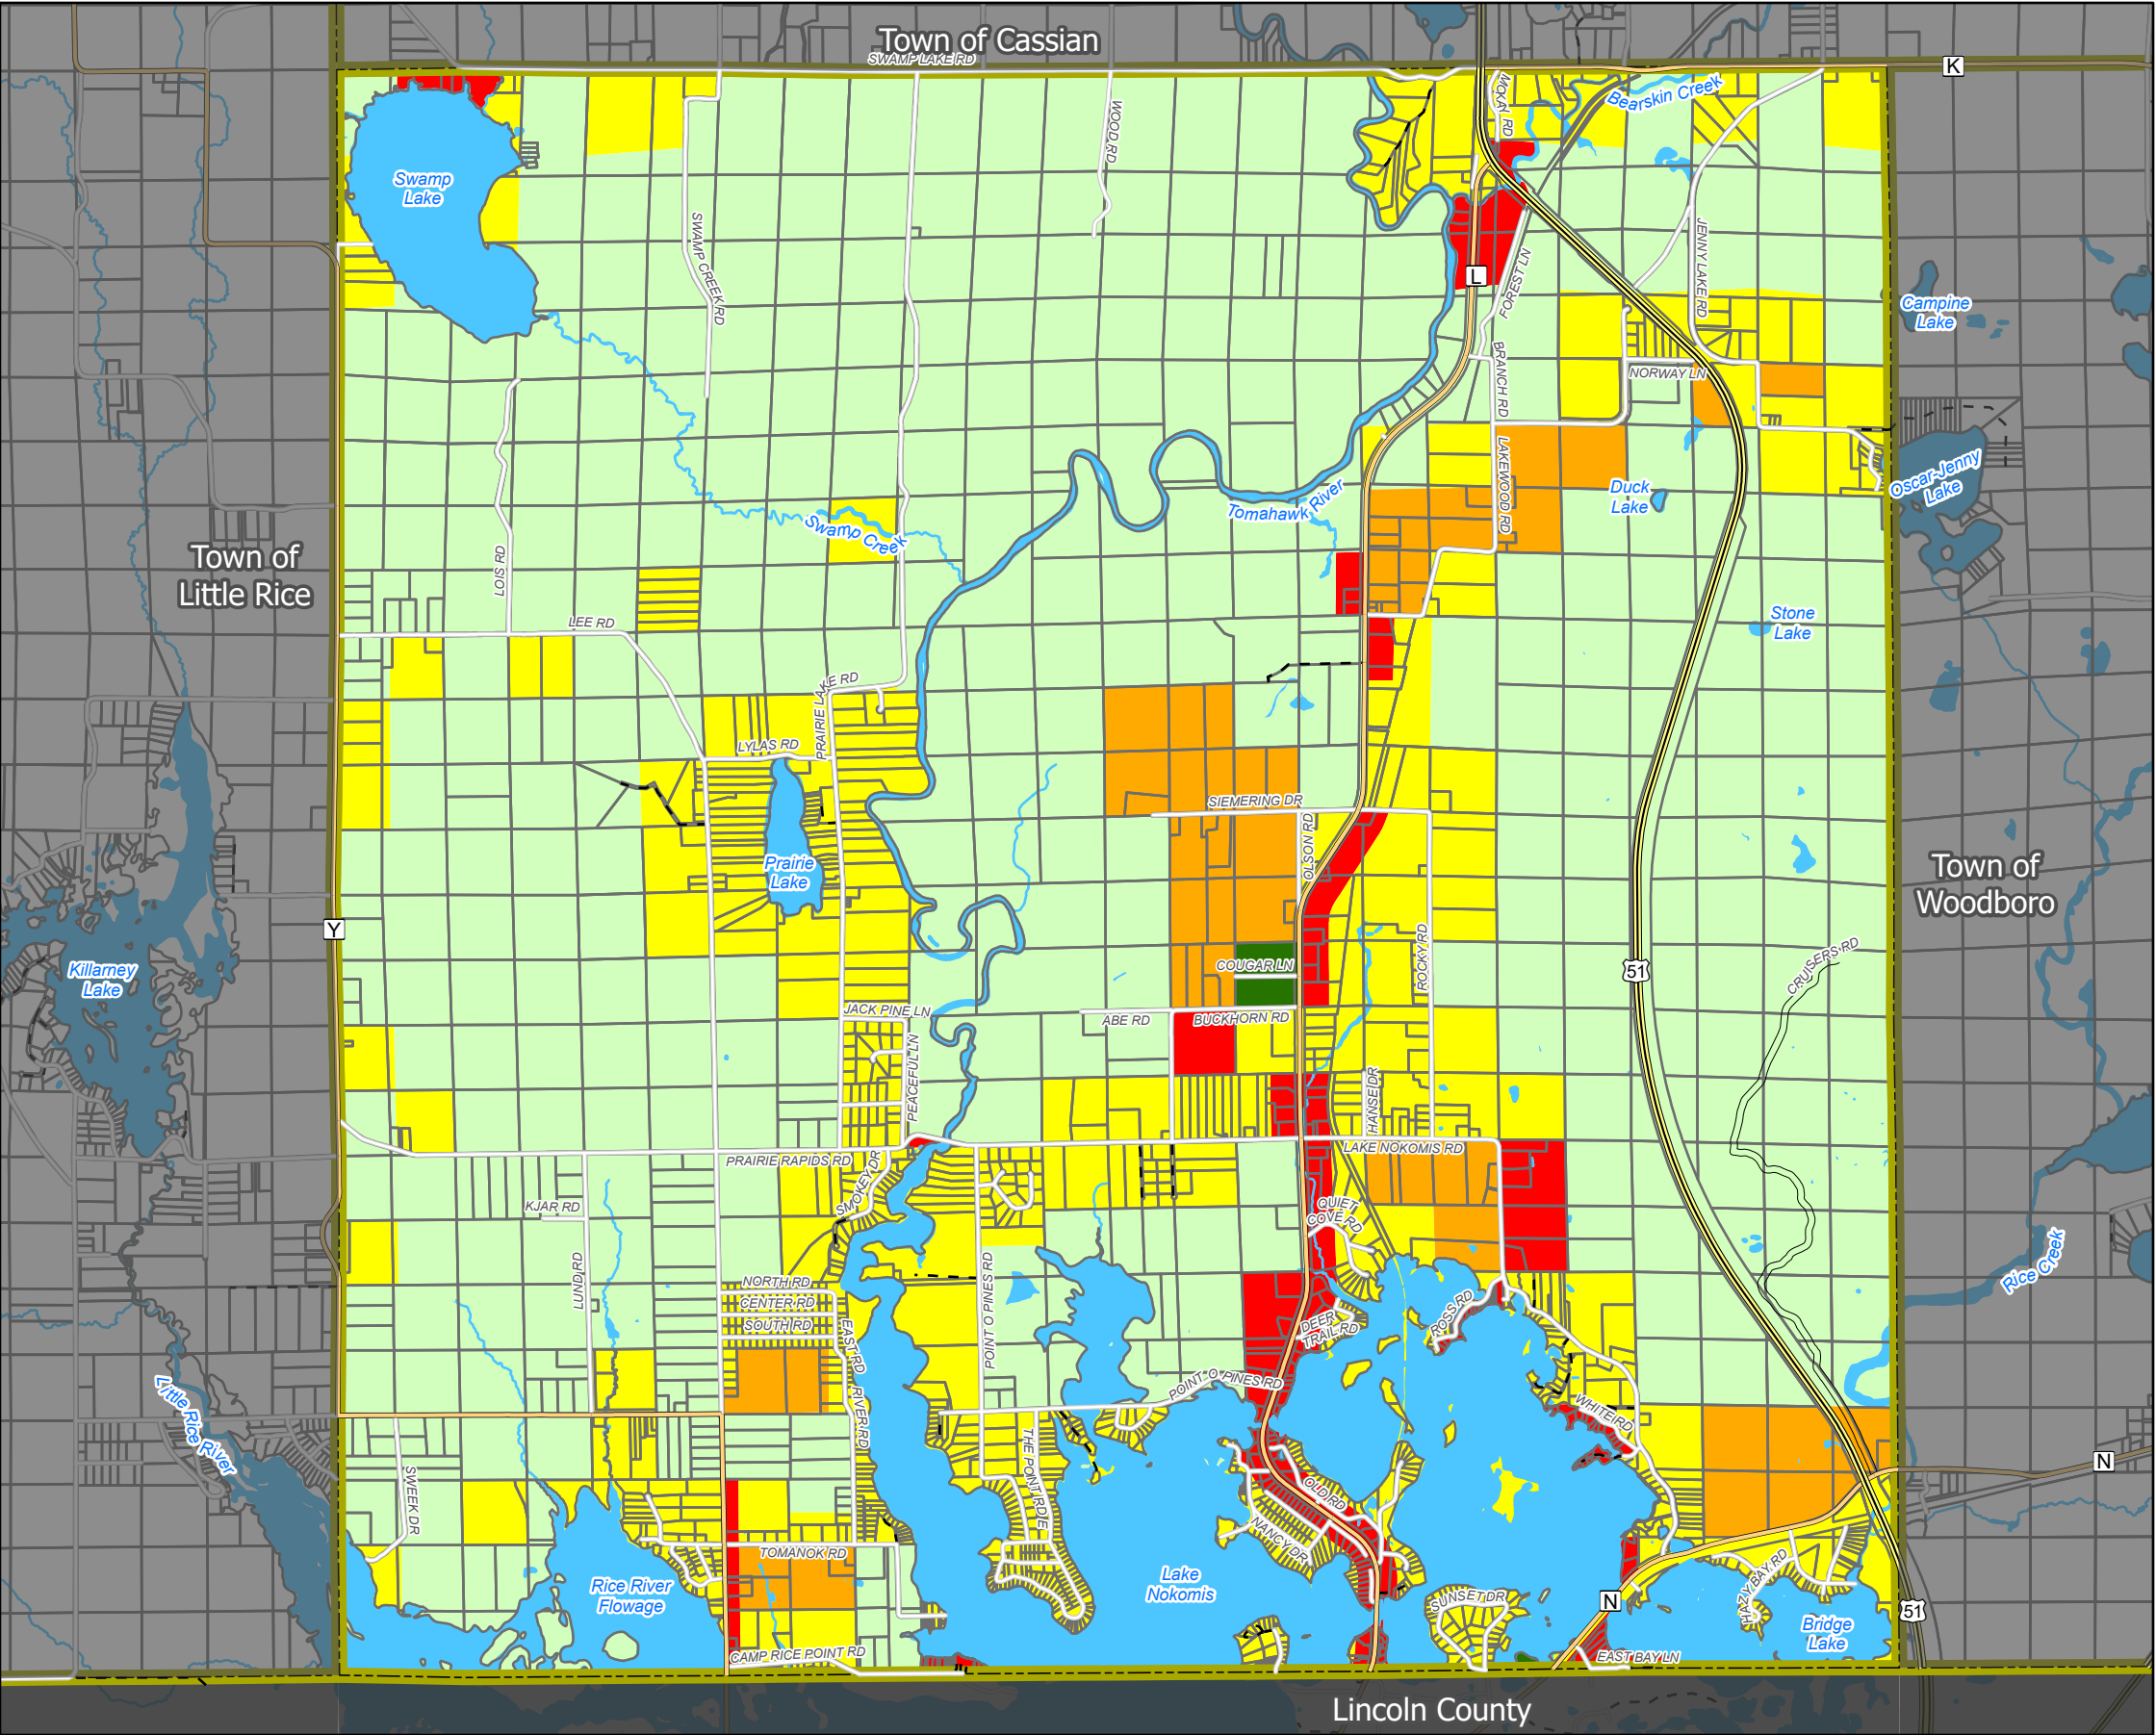 Town of Cassian
SWAMP LAKE RD
K
MCKAY RD
Bearskin Creek
WOOD RD
Swamp
Lake
SWAMP CREEK RD
JENNY LAKE RD
L
FOREST LN
Campine
Lake
BRANCH RD
NORWAY LN
LAKEWOOD RD
Oscar-Jenny
Lake
Duck
Lake
Tomahawk River
Swamp Creek
Town of
Little Rice
LOIS RD
LEE RD
Stone
Lake
PRAIRIE LAKE RD
LYLAS RD
SIEMERING DR
OLSON RD
Prairie
Lake
Town of
Woodboro
Y
ROCKY RD
CRUISERS RD
COUGAR LN
51
Killarney
Lake
JACK PINE LN
ABE RD
BUCKHORN RD
PEACEFUL LN
HANSEI DR
LAKE NOKOMIS RD
PRAIRIE RAPIDS RD
SMOKEY DR
KJAR RD
QUIET
COVE RD
LUND RD
POINT O PINES RD
Rice Creek
NORTH RD
CENTER RD
SOUTH RD
EAST RD
ROSS RD
DEER
TRAIL RD
POINT O PINES RD
RIVER RD
WHITE RD
Little Rice River
THE POINT RD E
N
SWEEK DR
OLD RD
NANCY DR
TOMANOK RD
Rice River
Flowage
Lake
Nokomis
SUNSET DR
N
HAZY BAY RD
51
Bridge
Lake
CAMP RICE POINT RD
EAST BAY LN
Lincoln County